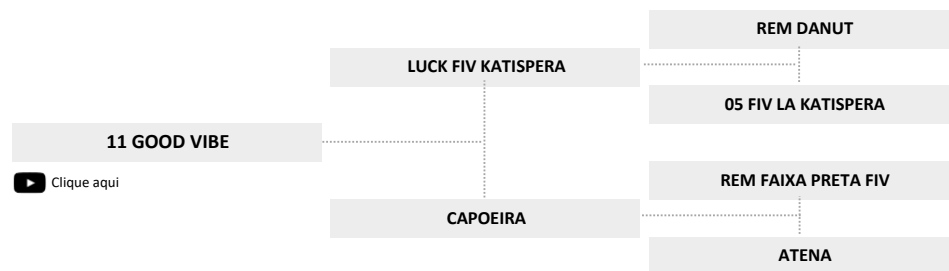 REM DANUT
LUCK FIV KATISPERA
05 FIV LA KATISPERA
11 GOOD VIBE
Clique aqui
REM FAIXA PRETA FIV
CAPOEIRA
ATENA